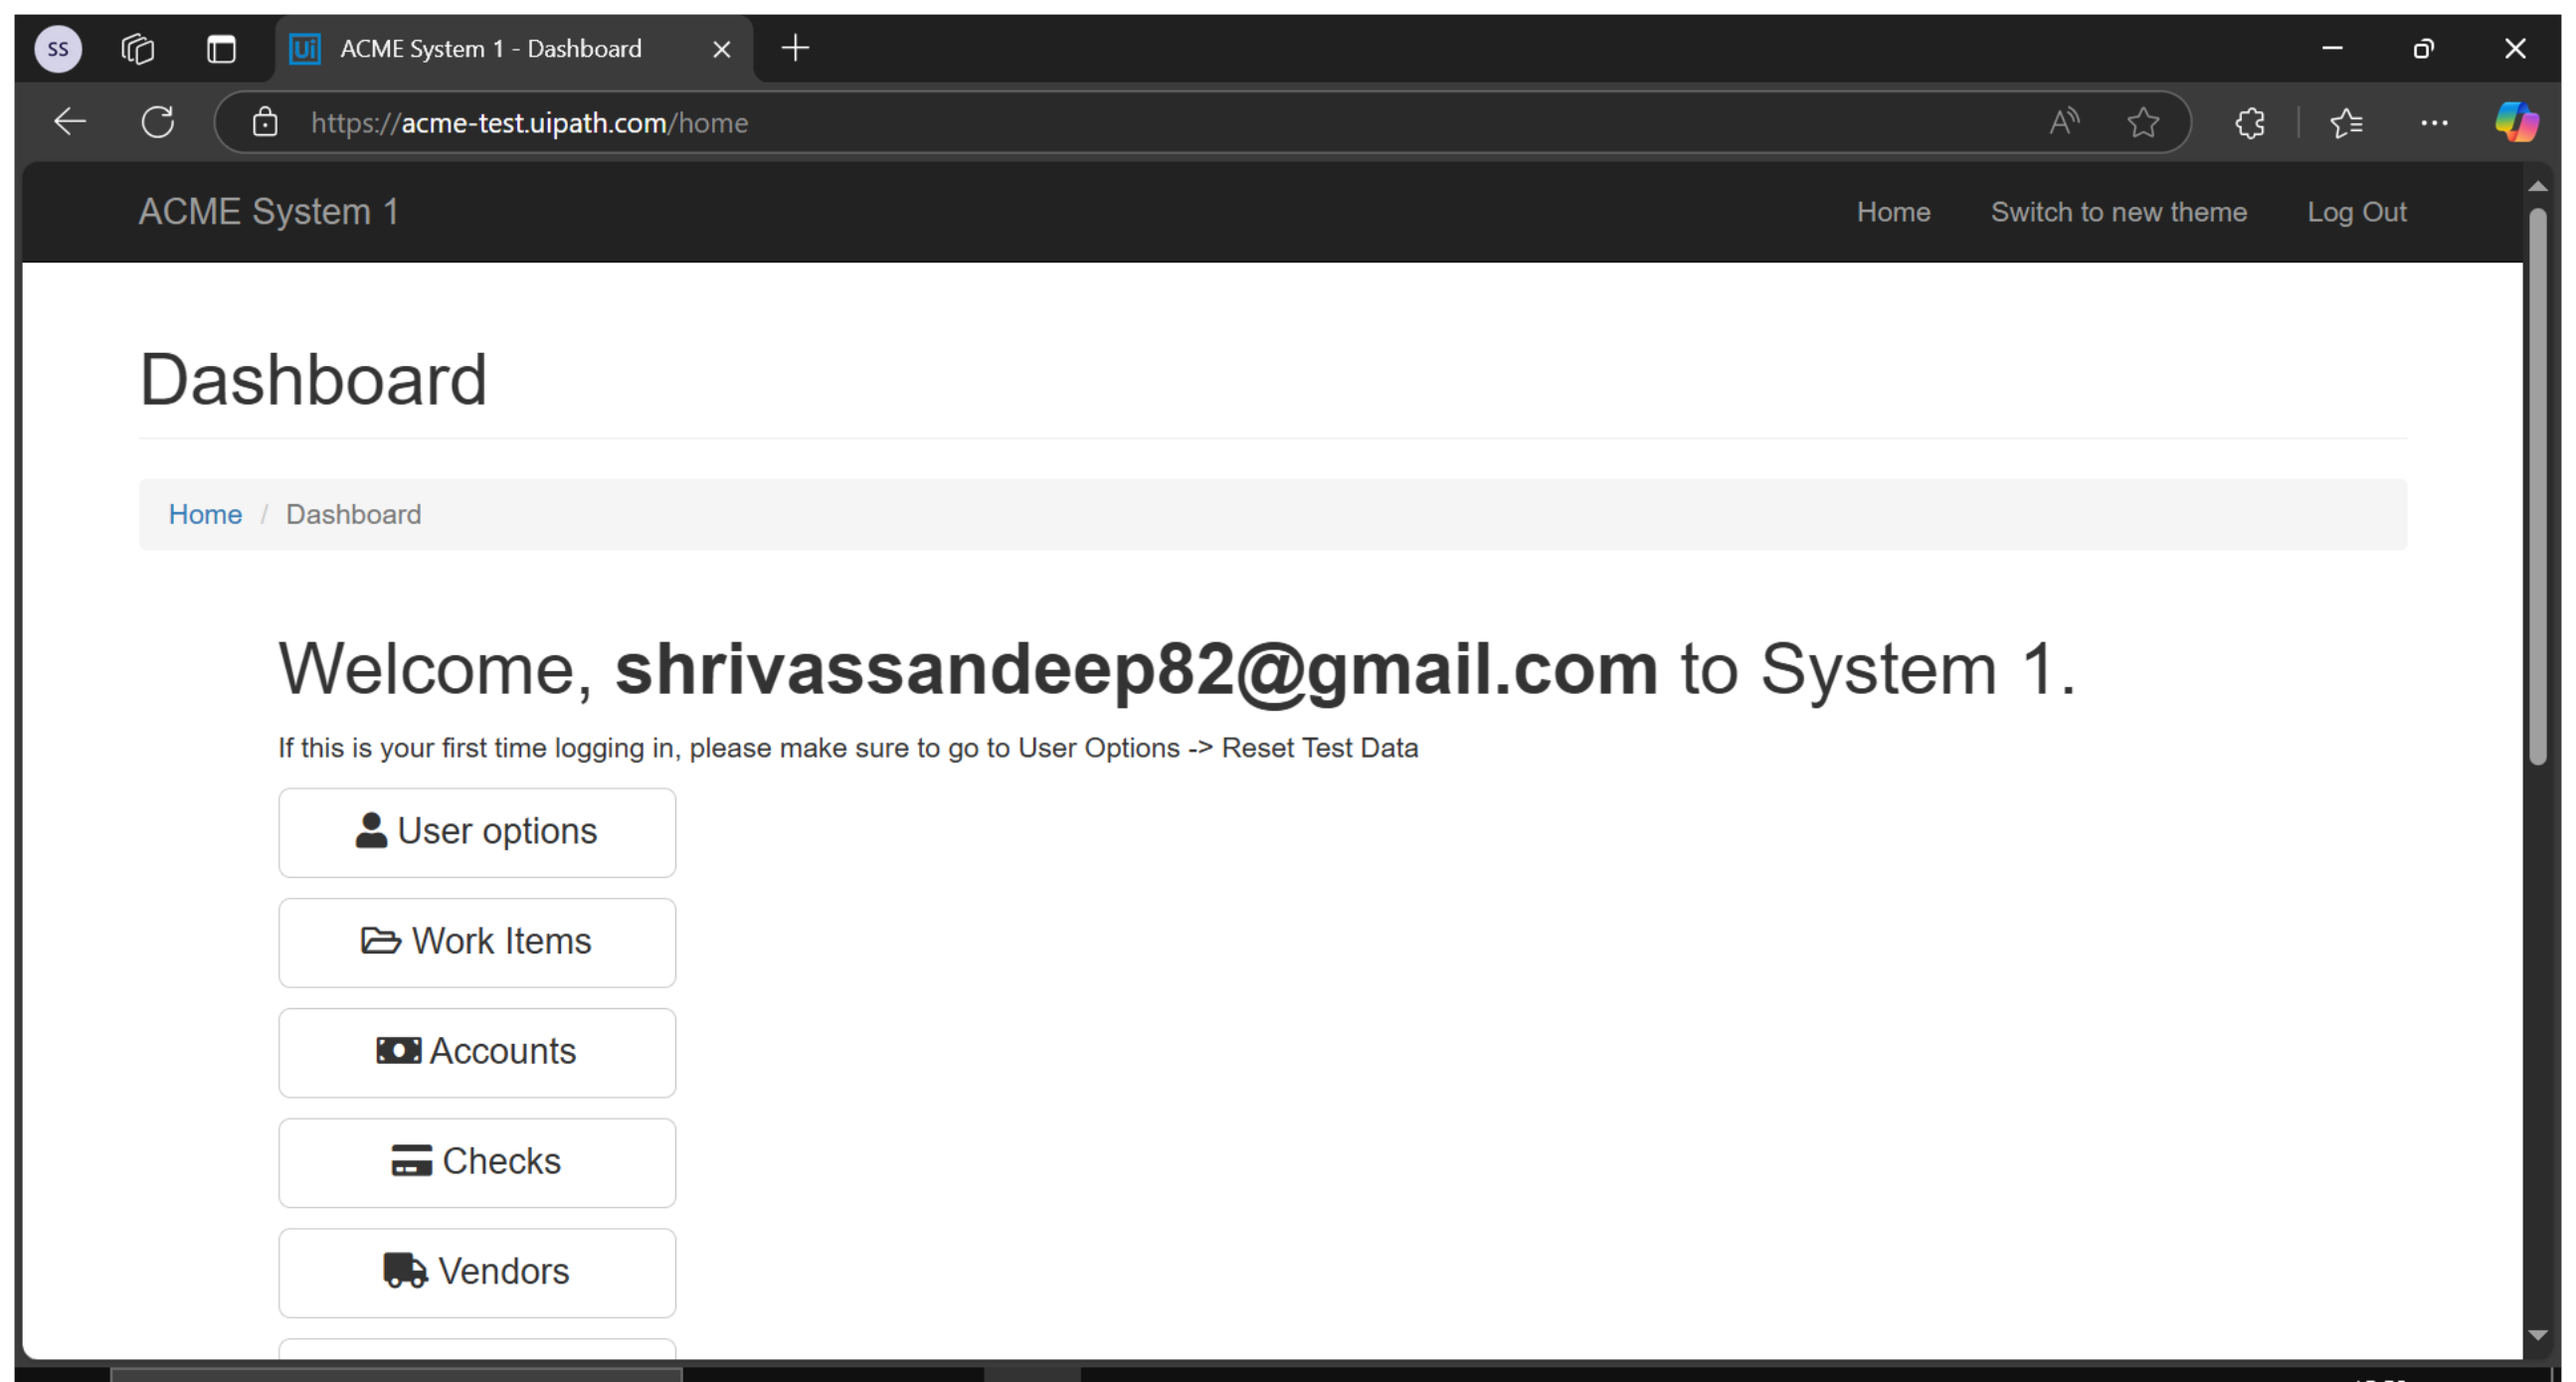 SS
Ui ACME System 1 - Dashboard
https://acme-test.uipath.com/home
ACME System 1 Home Switch to new theme Log Out
Dashboard
Home / Dashboard
Welcome, shrivassandeep82@gmail.com to System 1.
If this is your first time logging in, please make sure to go to User Options -> Reset Test Data
User options
Work Items
Accounts
Checks
Vendors